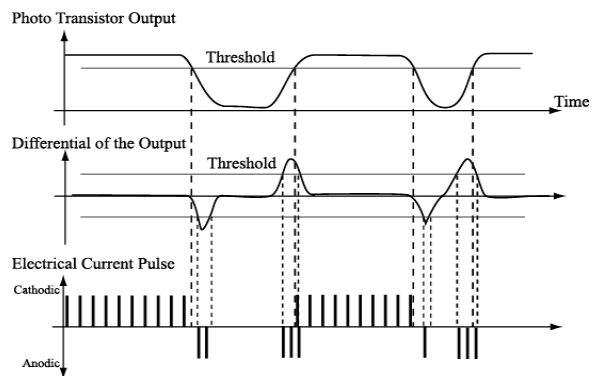 Photo Transistor Output
Threshold
Time
Differential of the Output
Threshold
Electrical Current Pulse
Cathodic
Anodic